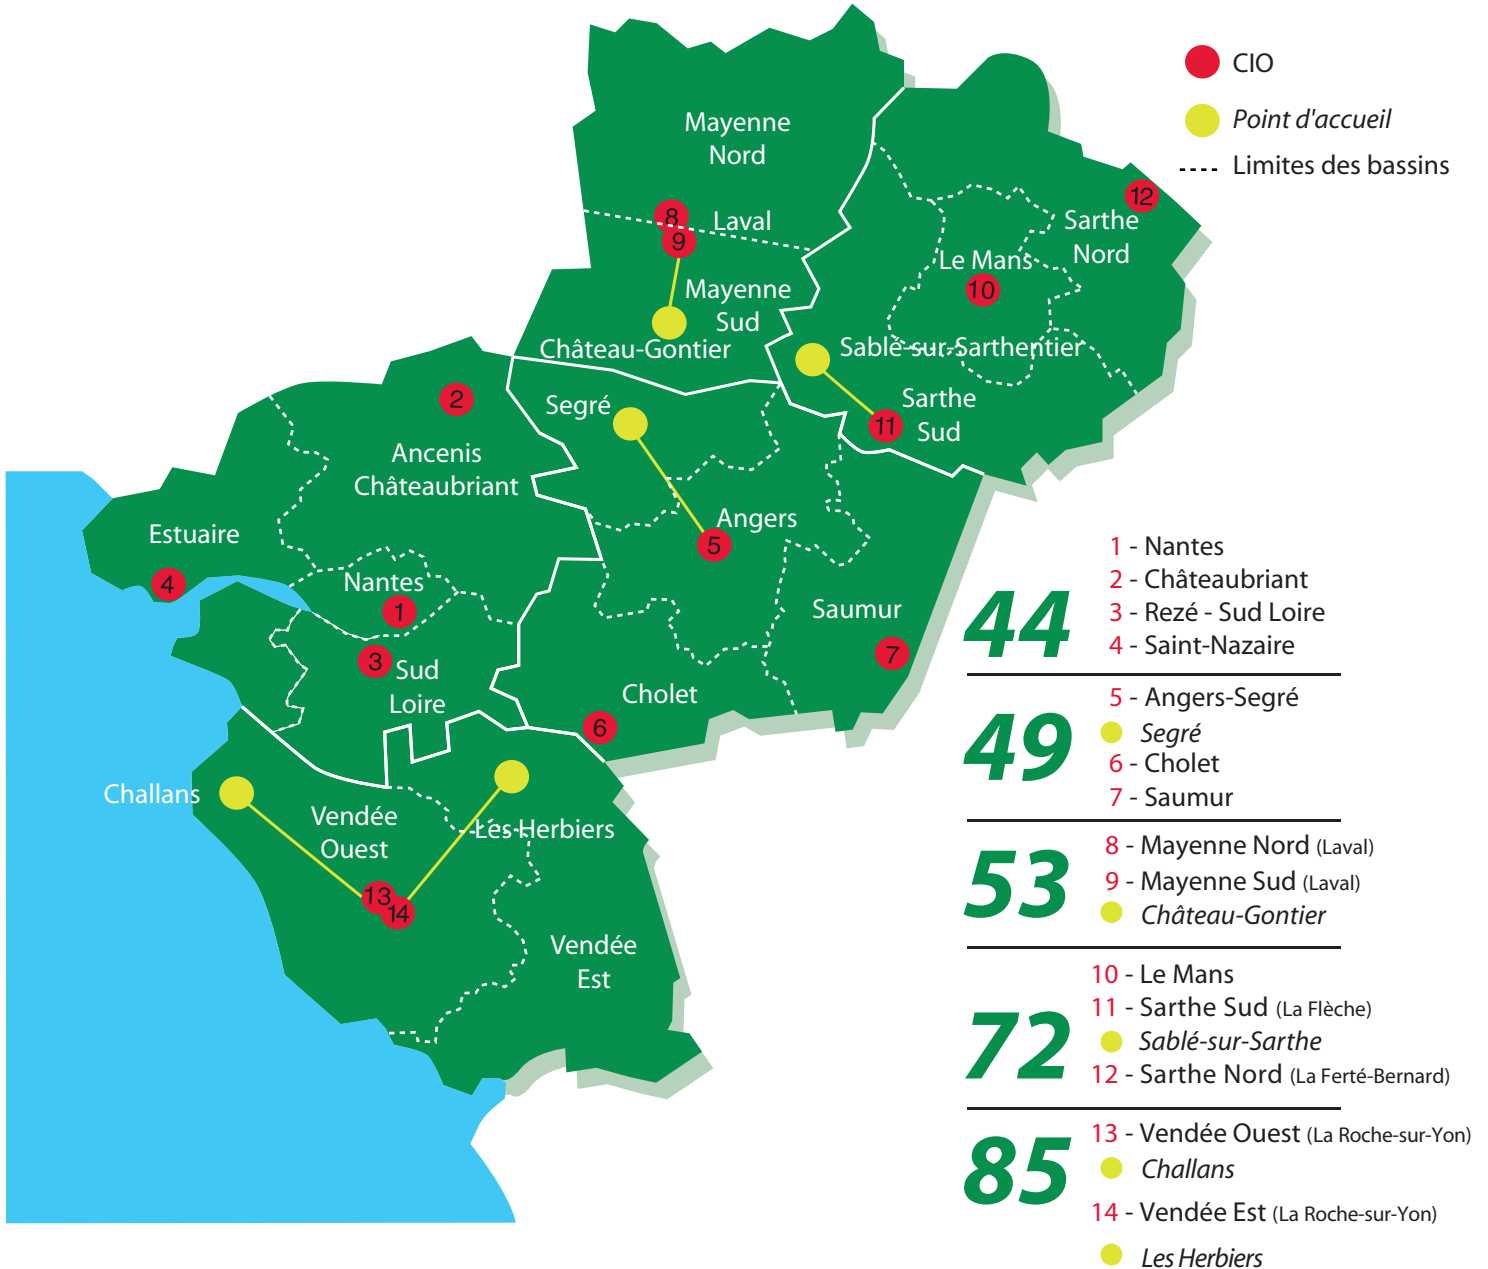 CIO
Point d'accueil
---- Limites des bassins
Mayenne
Nord
8
Laval
9
Mayenne
Sud
Château-Gontier
12
Sarthe
Nord
Le Mans
10
Sablé-sur-Sarthentier
Sarthe
Sud
11
2
Segré
Ancenis
Châteaubriant
Estuaire
4
Nantes
1
3
Sud
Loire
Angers
5
Saumur
7
Cholet
6
Challans
Vendée
Ouest
Les Herbiers
13
14
Vendée
Est
44
1 - Nantes
2 - Châteaubriant
3 - Rezé - Sud Loire
4 - Saint-Nazaire
49
5 - Angers-Segré
Segré
6 - Cholet
7 - Saumur
53
8 - Mayenne Nord (Laval)
9 - Mayenne Sud (Laval)
Château-Gontier
72
10 - Le Mans
11 - Sarthe Sud (La Flèche)
Sablé-sur-Sarthe
12 - Sarthe Nord (La Ferté-Bernard)
85
13 - Vendée Ouest (La Roche-sur-Yon)
Challans
14 - Vendée Est (La Roche-sur-Yon)
Les Herbiers